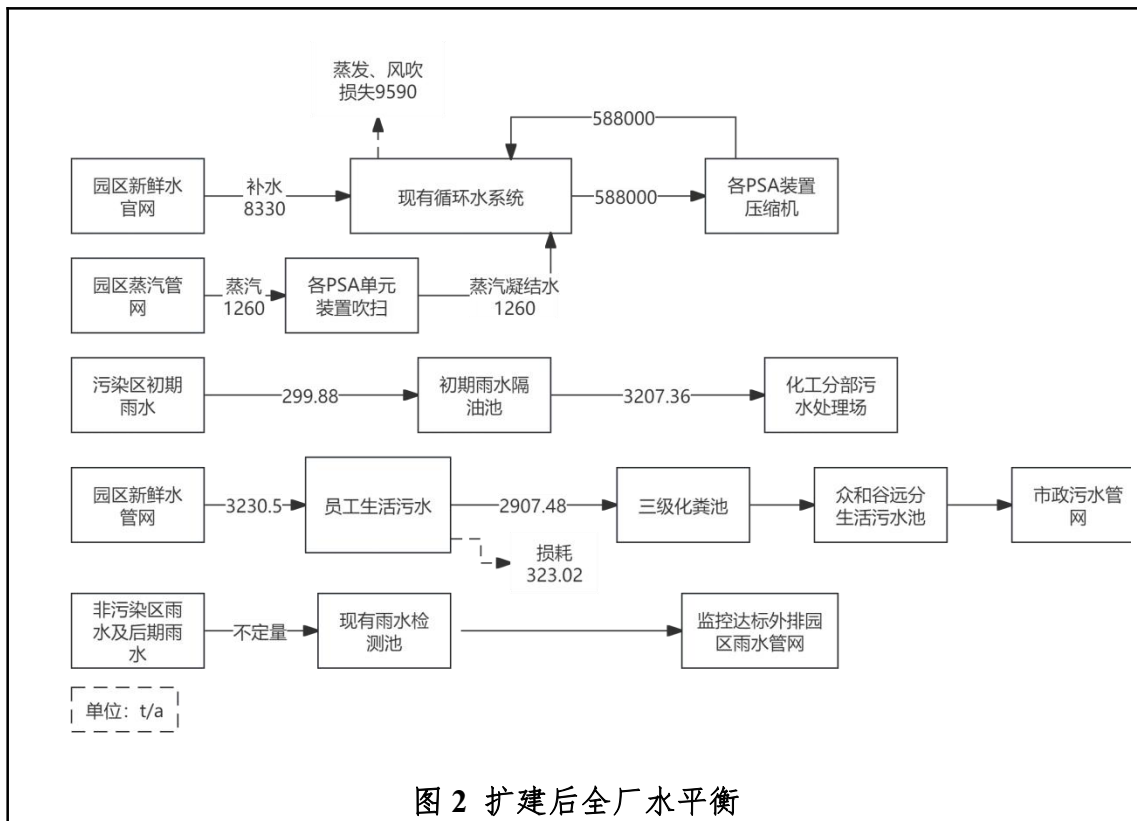 蒸发、风吹
损失9590
588000
园区新鲜水
官网
补水
8330
现有循环水系统
588000
各PSA装置
压缩机
园区蒸汽管
网
蒸汽
1260
各PSA单元
装置吹扫
蒸汽凝结水
1260
污染区初期
雨水
299.88
初期雨水隔
油池
3207.36
化工分部污
水处理场
园区新鲜水
管网
3230.5
员工生活污水
2907.48
三级化粪池
众和谷远分
生活污水池
市政污水管
网
损耗
323.02
非污染区雨
水及后期雨
水
不定量
现有雨水检
测池
监控达标外排园
区雨水管网
单位：t/a
图 2 扩建后全厂水平衡